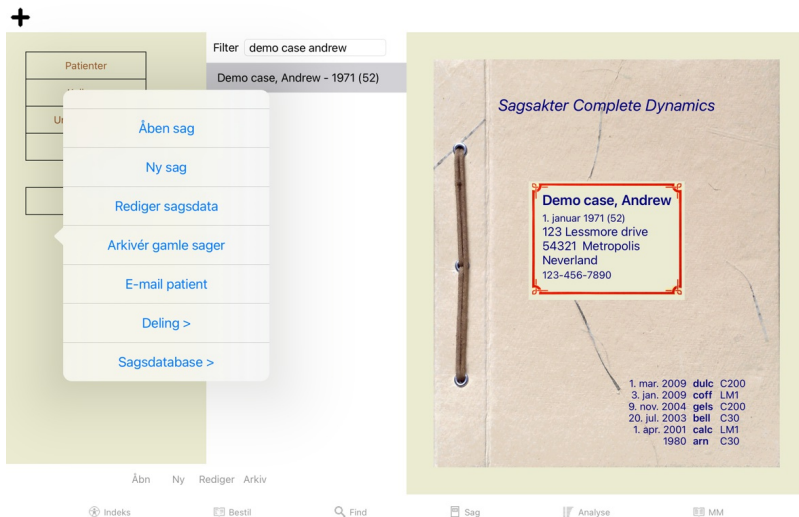 Filter demo case andrew
Patienter
Demo case, Andrew - 1971 (52)
Åben sag
Ny sag
Rediger sagsdata
Arkivér gamle sager
E-mail patient
Deling >
Sagsdatabase >
Sagsakter Complete Dynamics
Demo case, Andrew
1. januar 1971 (52)
123 Lessmore drive
54321 Metropolis
Neverland
123-456-7890
1. mar. 2009 dulc C200
3. jan. 2009 coff LM1
9. nov. 2004 gels C200
20. jul. 2003 bell C30
1. apr. 2001 calc LM1
1980 arn C30
Åbn Ny Rediger Arkiv
Indeks Bestil Find Sag Analyse MM